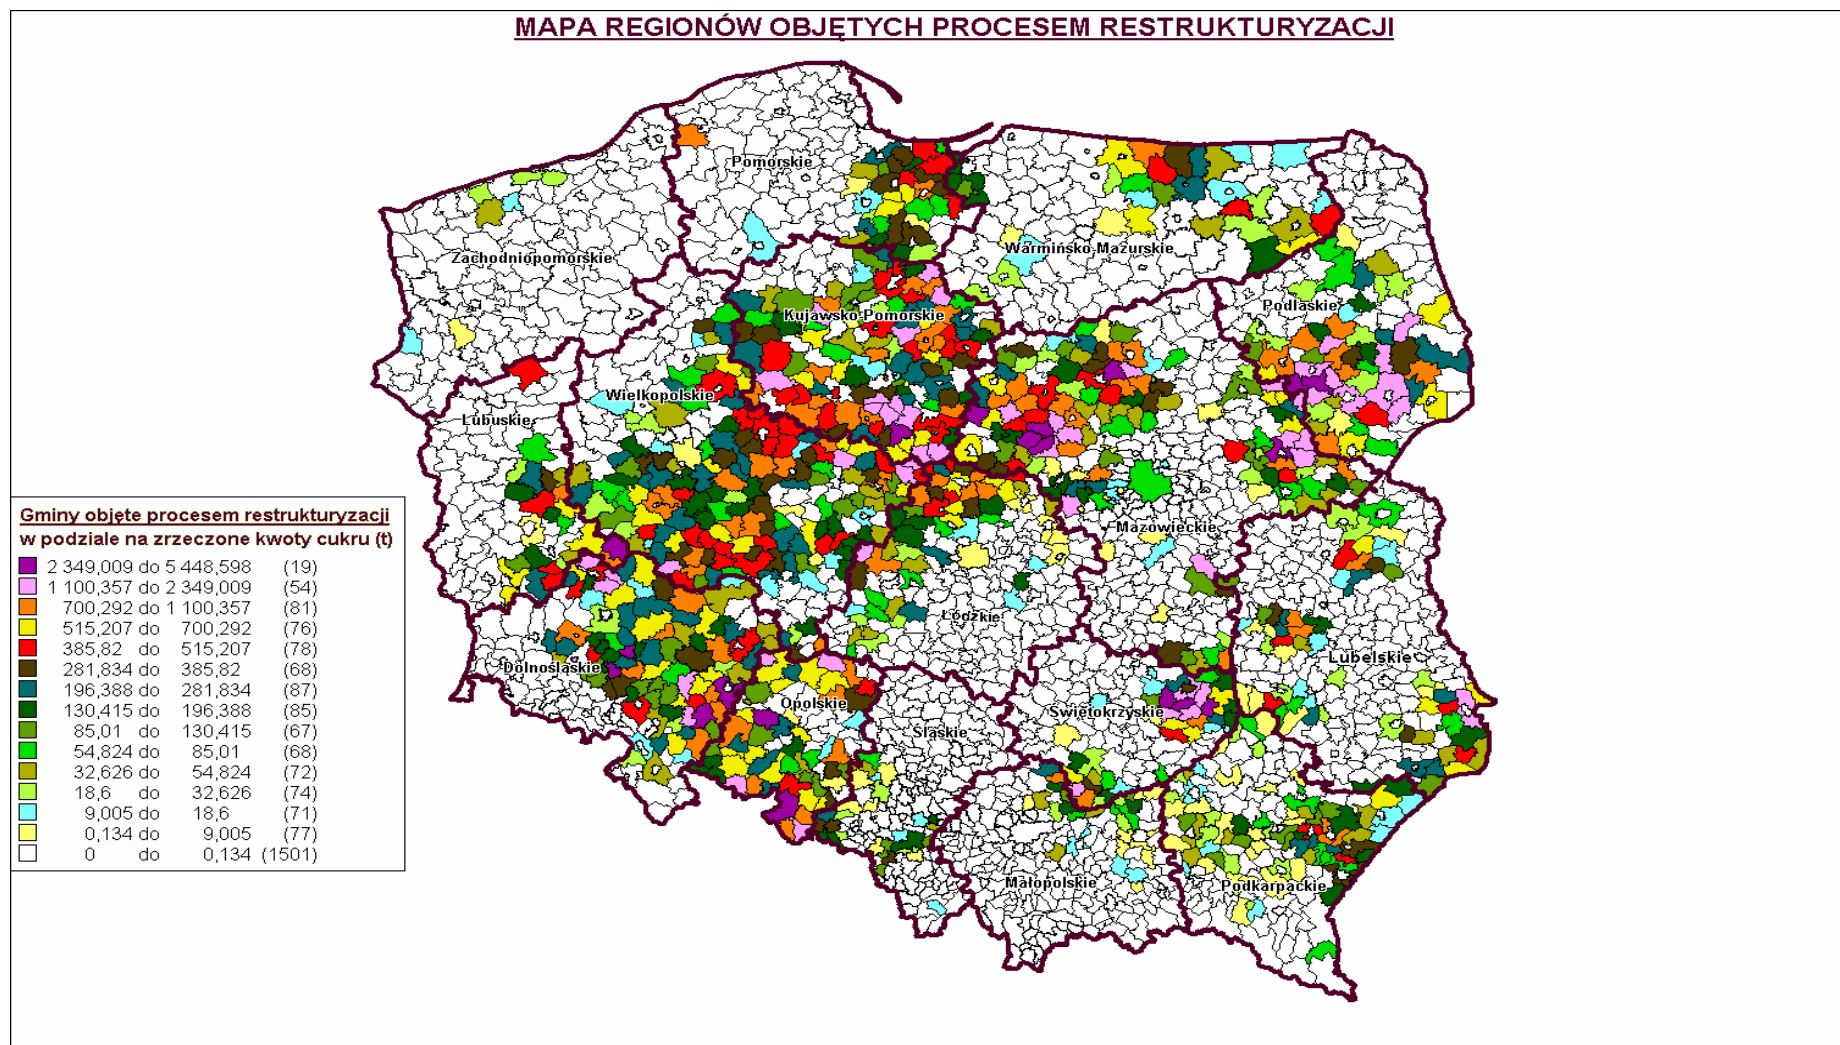 MAPA REGIONÓW OBJĘTYCH PROCESEM RESTRUKTURYZACJI
Pomorskie
Warmińsko-Mazurskie
Zachodniopomorskie
Podlaskie
Kujawsko-Pomorskie
Wielkopolskie
Lubuskie
Mazowieckie
Łódzkie
Lubelskie
Dolnośląskie
Opolskie
Świętokrzyskie
Śląskie
Małopolskie
Podkarpackie
Gminy objęte procesem restrukturyzacji
w podziale na zrzeczone kwoty cukru (t)
2 349,009 do 5 448,598 (19)
1 100,357 do 2 349,009 (54)
700,292 do 1 100,357 (81)
515,207 do 700,292 (76)
385,82 do 515,207 (78)
281,834 do 385,82 (68)
196,388 do 281,834 (87)
130,415 do 196,388 (85)
85,01 do 130,415 (67)
54,824 do 85,01 (68)
32,626 do 54,824 (72)
18,6 do 32,626 (74)
9,005 do 18,6 (71)
0,134 do 9,005 (77)
0 do 0,134 (1501)